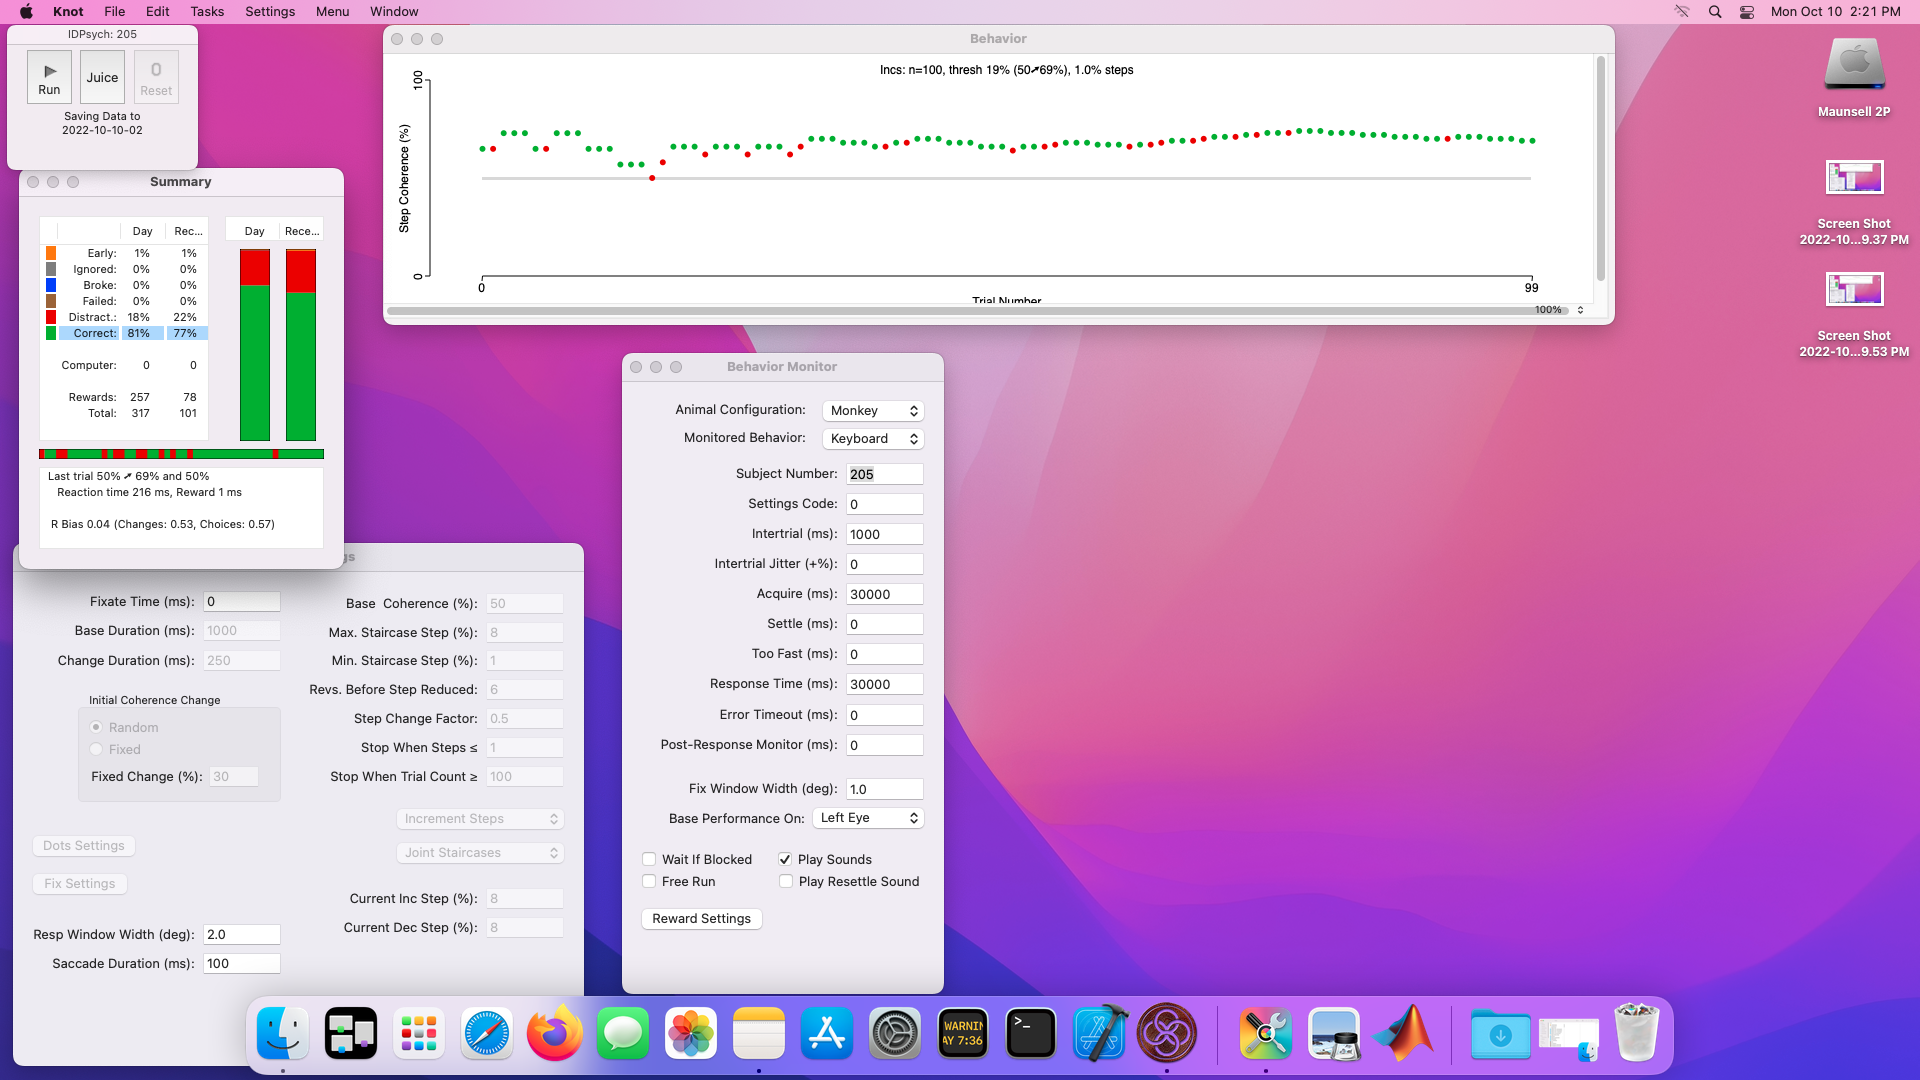 Knot File Edit Tasks Settings Menu Window
Mon Oct 10 2:21 PM
IDPsych: 205
Run
Juice
0
Reset
Saving Data to
2022-10-10-02
Summary
Day Rec...
Early: 1% 1%
Ignored: 0% 0%
Broke: 0% 0%
Failed: 0% 0%
Distract.: 18% 22%
Correct: 81% 77%
Computer: 0 0
Rewards: 257 78
Total: 317 101
Day Rece...
Last trial 50% ➚ 69% and 50%
Reaction time 216 ms, Reward 1 ms
R Bias 0.04 (Changes: 0.53, Choices: 0.57)
Behavior
Incs: n=100, thresh 19% (50➚69%), 1.0% steps
100
Step Coherence (%)
0
0
99
Trial Number
100%
Maunsell 2P
Screen Shot
2022-10...9.37 PM
Screen Shot
2022-10...9.53 PM
Behavior Monitor
Animal Configuration: Monkey
Monitored Behavior: Keyboard
Subject Number: 205
Settings Code: 0
Intertrial (ms): 1000
Intertrial Jitter (+%): 0
Acquire (ms): 30000
Settle (ms): 0
Too Fast (ms): 0
Response Time (ms): 30000
Error Timeout (ms): 0
Post-Response Monitor (ms): 0
Fix Window Width (deg): 1.0
Base Performance On: Left Eye
Wait If Blocked
Play Sounds
Free Run
Play Resettle Sound
Reward Settings
gs
Fixate Time (ms): 0
Base Duration (ms): 1000
Change Duration (ms): 250
Initial Coherence Change
Random
Fixed
Fixed Change (%): 30
Dots Settings
Fix Settings
Resp Window Width (deg): 2.0
Saccade Duration (ms): 100
Base Coherence (%): 50
Max. Staircase Step (%): 8
Min. Staircase Step (%): 1
Revs. Before Step Reduced: 6
Step Change Factor: 0.5
Stop When Steps ≤ 1
Stop When Trial Count ≥ 100
Increment Steps
Joint Staircases
Current Inc Step (%): 8
Current Dec Step (%): 8
WARNIN
AY 7:36
>_